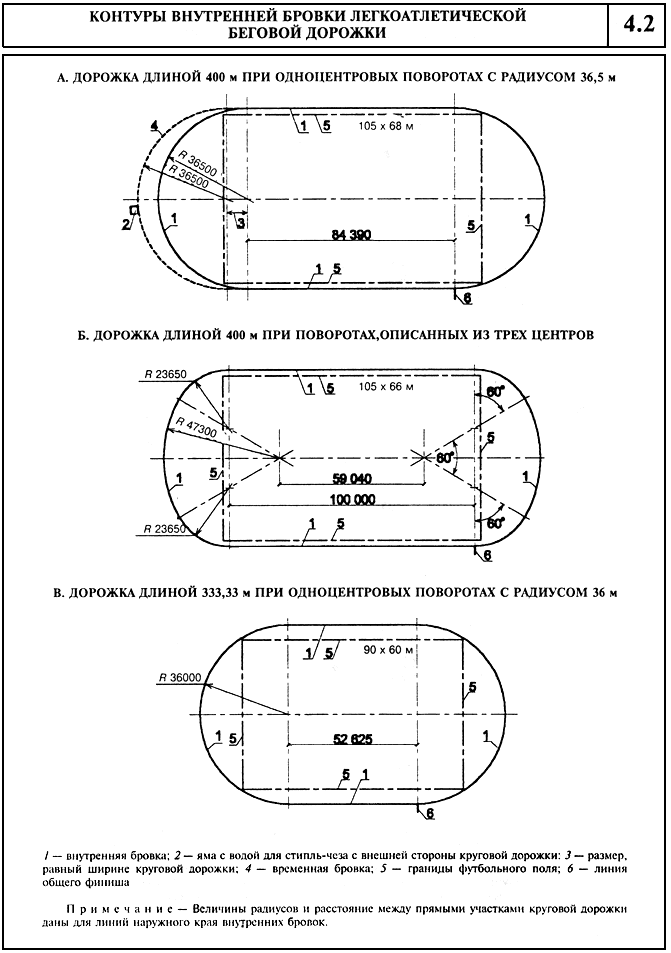 КОНТУРЫ ВНУТРЕННЕЙ БРОВКИ ЛЕГКОАТЛЕТИЧЕСКОЙ
БЕГОВОЙ ДОРОЖКИ
4.2
А. ДОРОЖКА ДЛИНОЙ 400 м ПРИ ОДНОЦЕНТРОВЫХ ПОВОРОТАХ С РАДИУСОМ 36,5 м
4
1 5
105 x 68 м
R 36500
R 36500
2
1
3
84 390
5
1
1 5
6
Б. ДОРОЖКА ДЛИНОЙ 400 м ПРИ ПОВОРОТАХ,ОПИСАННЫХ ИЗ ТРЕХ ЦЕНТРОВ
R 23650
1 5
105 x 66 м
60°
R 47300
5
60°
1
5
59 040
1
100 000
R 23650
1 5
60°
6
В. ДОРОЖКА ДЛИНОЙ 333,33 м ПРИ ОДНОЦЕНТРОВЫХ ПОВОРОТАХ С РАДИУСОМ 36 м
1 5
90 x 60 м
R 36000
5
1
5
52 625
1
5 1
6
1 — внутренняя бровка; 2 — яма с водой для стипль-чеза с внешней стороны круговой дорожки: 3 — размер,
равный ширине круговой дорожки; 4 — временная бровка; 5 — границы футбольного поля; 6 — линия
общего финиша
Примечание — Величины радиусов и расстояние между прямыми участками круговой дорожки
даны для линий наружного края внутренних бровок.